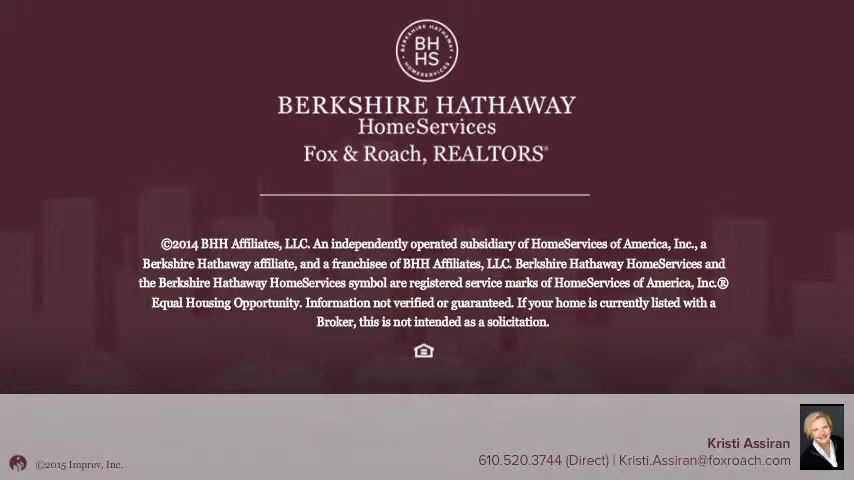 BERKSHIRE HATHAWAY
HOMESERVICES
BH
HS
BERKSHIRE HATHAWAY
HomeServices
Fox & Roach, REALTORS®
©2014 BHH Affiliates, LLC. An independently operated subsidiary of HomeServices of America, Inc., a
Berkshire Hathaway affiliate, and a franchisee of BHH Affiliates, LLC. Berkshire Hathaway HomeServices and
the Berkshire Hathaway HomeServices symbol are registered service marks of HomeServices of America, Inc.®
Equal Housing Opportunity. Information not verified or guaranteed. If your home is currently listed with a
Broker, this is not intended as a solicitation.
Kristi Assiran
610.520.3744 (Direct) | Kristi.Assiran@foxroach.com
©2015 Imprev, Inc.